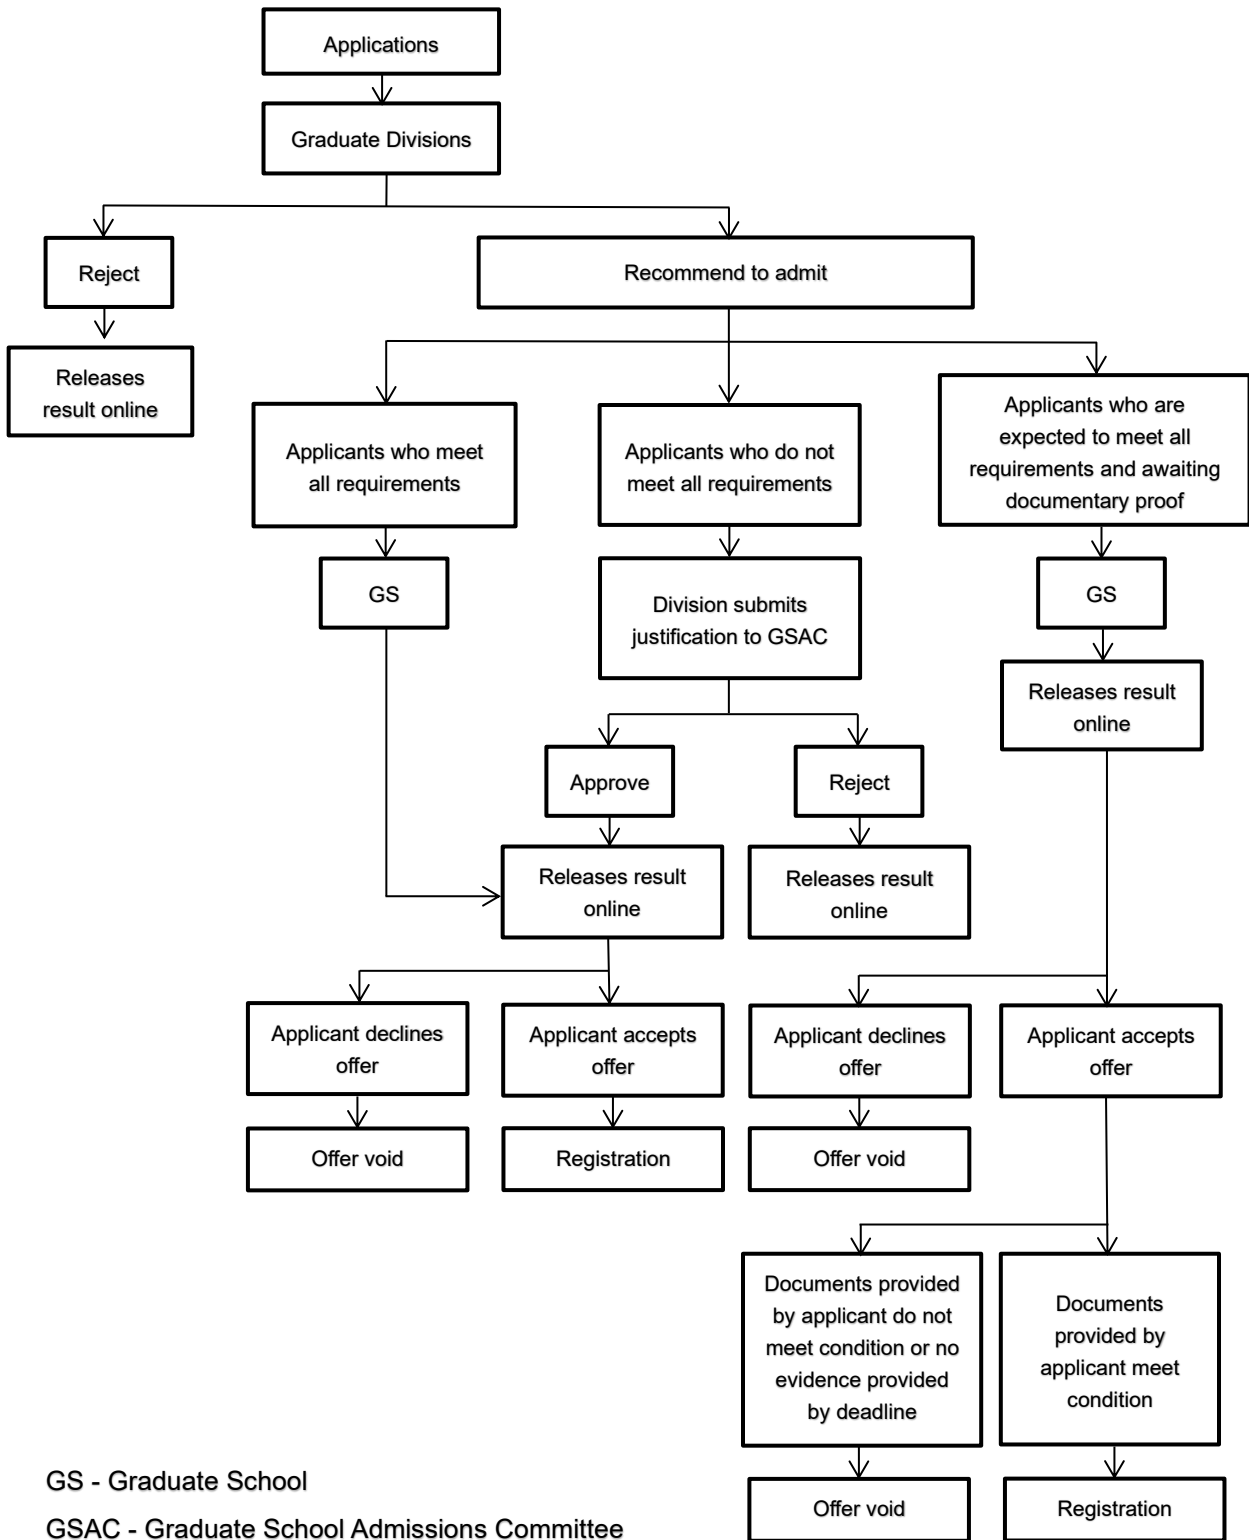 Applications
Graduate Divisions
Reject
Recommend to admit
Releases
result online
Applicants who meet
all requirements
Applicants who do not
meet all requirements
Applicants who are
expected to meet all
requirements and awaiting
documentary proof
GS
Division submits
justification to GSAC
GS
Releases result
online
Approve
Reject
Releases result
online
Releases result
online
Applicant declines
offer
Applicant accepts
offer
Applicant declines
offer
Applicant accepts
offer
Offer void
Registration
Offer void
Documents provided
by applicant do not
meet condition or no
evidence provided
by deadline
Documents
provided by
applicant meet
condition
Offer void
Registration
GS - Graduate School
GSAC - Graduate School Admissions Committee